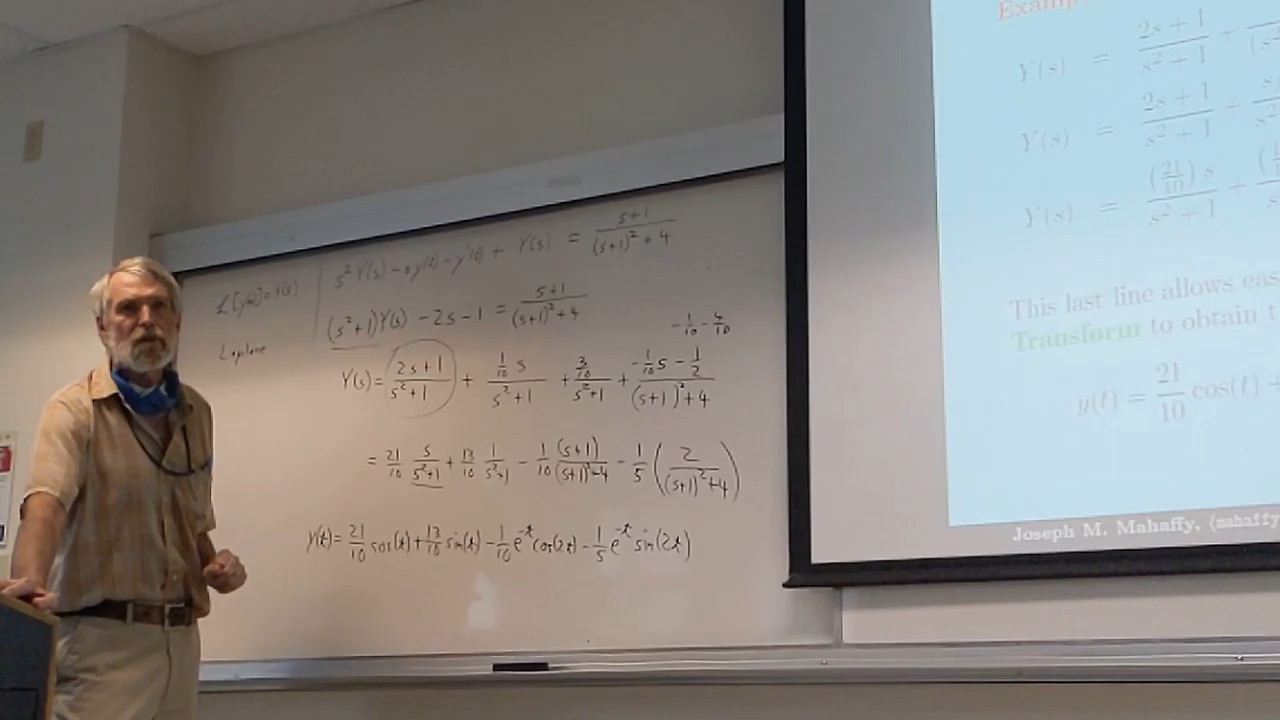 s²Y(s) - sy(0) - y'(0) + Y(s) = (s+1)/((s+1)²+4)
ℒ[y(t)] = Y(s)
(s²+1)Y(s) - 2s - 1 = (s+1)/((s+1)²+4)
-1/10 - 4/10
Laplace
Y(s) = (2s+1)/(s²+1) + (1/10 s)/(s²+1) + (3/10)/(s²+1) + (-1/10 s - 1/2)/((s+1)²+4)
= 21/10 s/(s²+1) + 13/10 1/(s²+1) - 1/10 (s+1)/((s+1)²+4) - 1/5 (2/((s+1)²+4))
y(t) = 21/10 cos(t) + 13/10 sin(t) - 1/10 e^-t cos(2t) - 1/5 e^-t sin(2t)
Examp
Y(s) = (2s+1)/(s²+1) + /(s²
Y(s) = (2s+1)/(s²+1) + s/s²
Y(s) = (21/10)s/(s²+1) + (1/s
This last line allows eas
Transform to obtain t
y(t) = 21/10 cos(t) +
Joseph M. Mahaffy, ⟨mahaffy